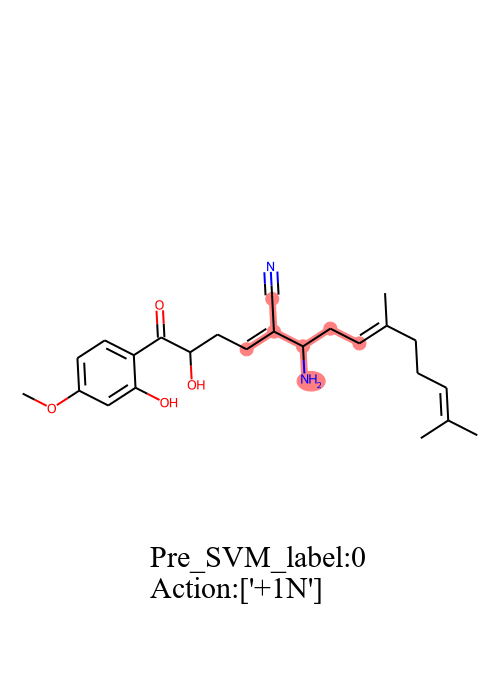 N
O
OH
NH2
O
OH
Pre_SVM_label:0
Action:['+1N']